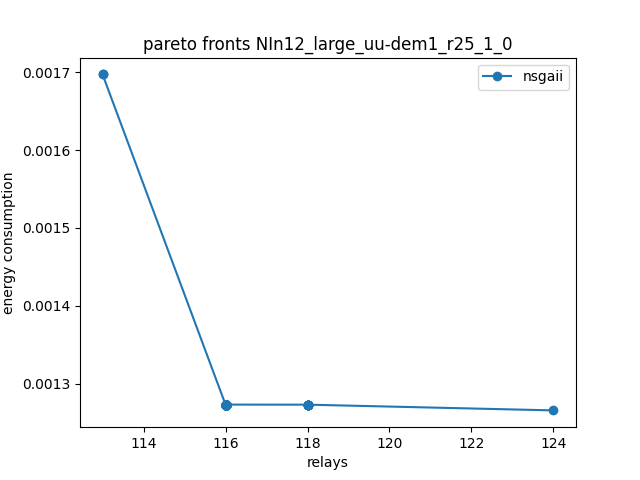 pareto fronts NIn12_large_uu-dem1_r25_1_0
nsgaii
energy consumption
0.0017
0.0016
0.0015
0.0014
0.0013
114 116 118 120 122 124
relays